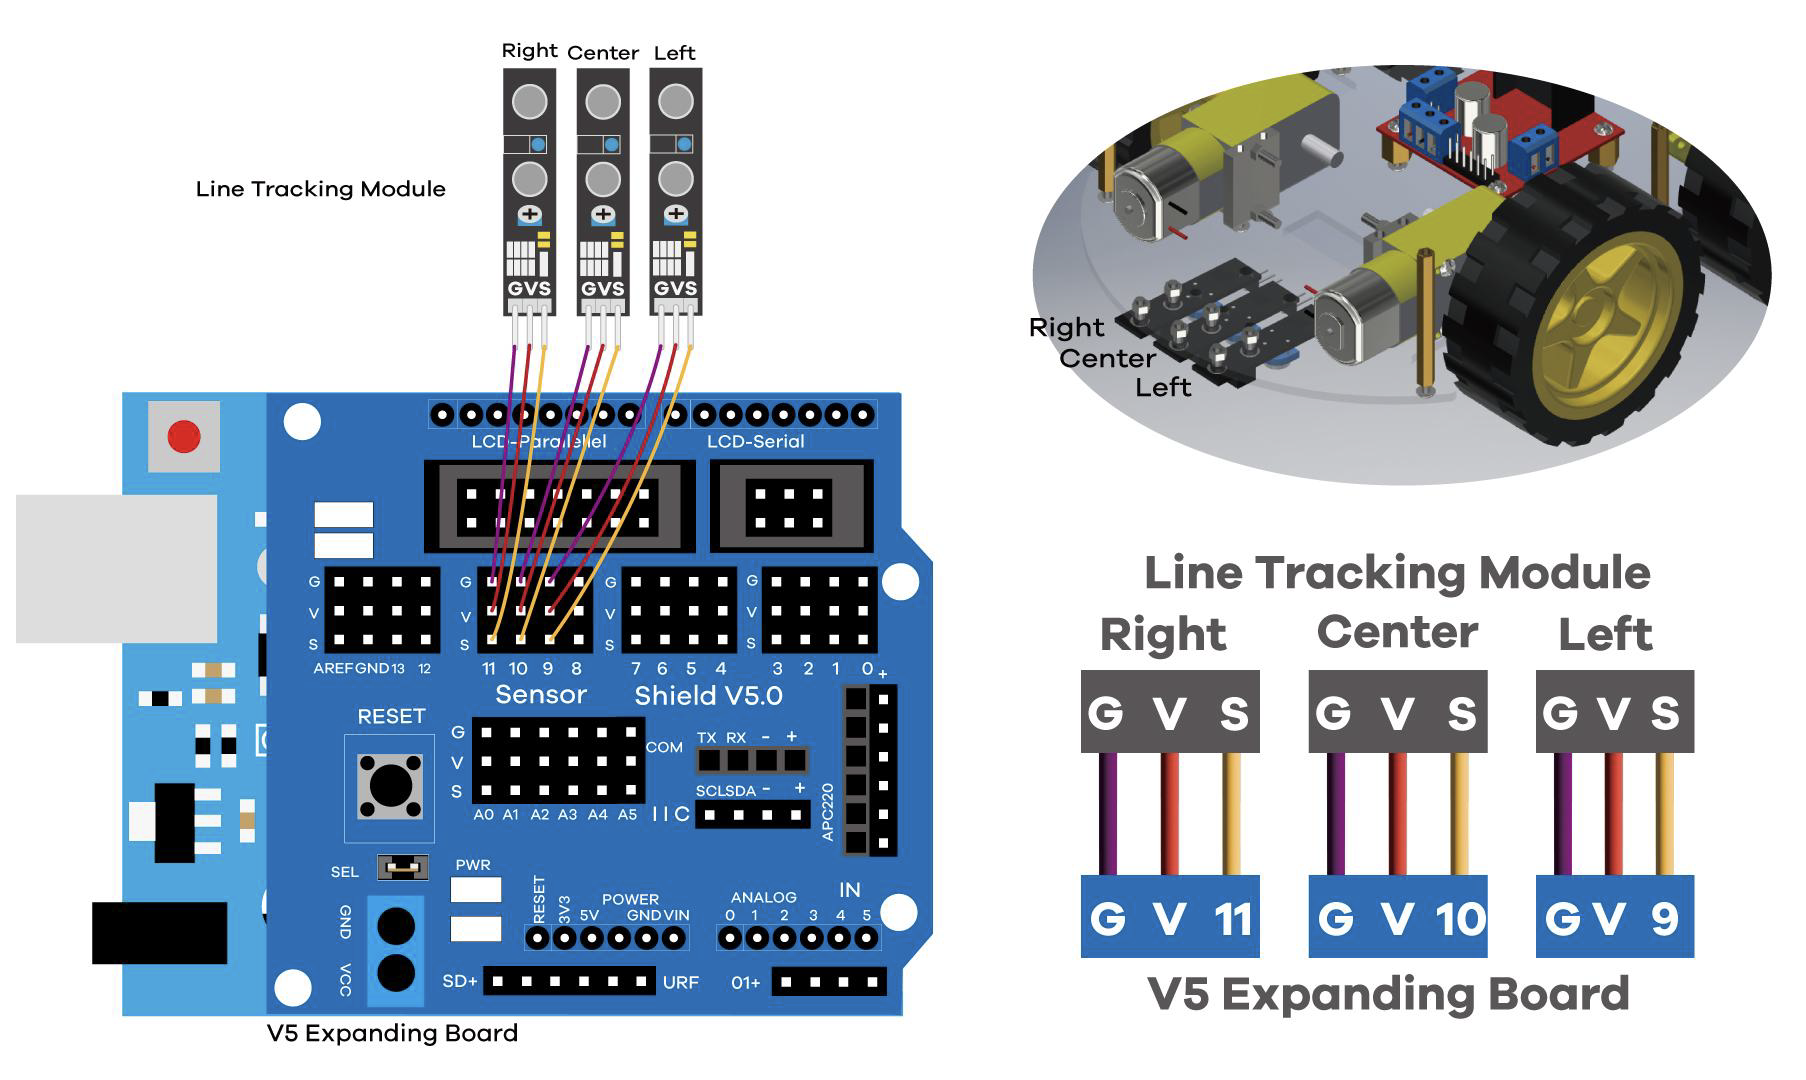 Right Center Left
Line Tracking Module
GVS GVS GVS
LCD-Parallehel LCD-Serial
G G G G
V V V V
S S S S
AREF GND 13 12 11 10 9 8 7 6 5 4 3 2 1 0 +
Sensor Shield V5.0
RESET
G
V
S
A0 A1 A2 A3 A4 A5
COM
TX RX - +
SCL SDA - +
IIC
APC220
SEL
PWR
GND
VCC
RESET
3V3
5V
POWER
GND VIN
ANALOG
IN
0 1 2 3 4 5
SD+
URF
01+
V5 Expanding Board
Right
Center
Left
Line Tracking Module
Right Center Left
G V S G V S G V S
G V 11 G V 10 G V 9
V5 Expanding Board